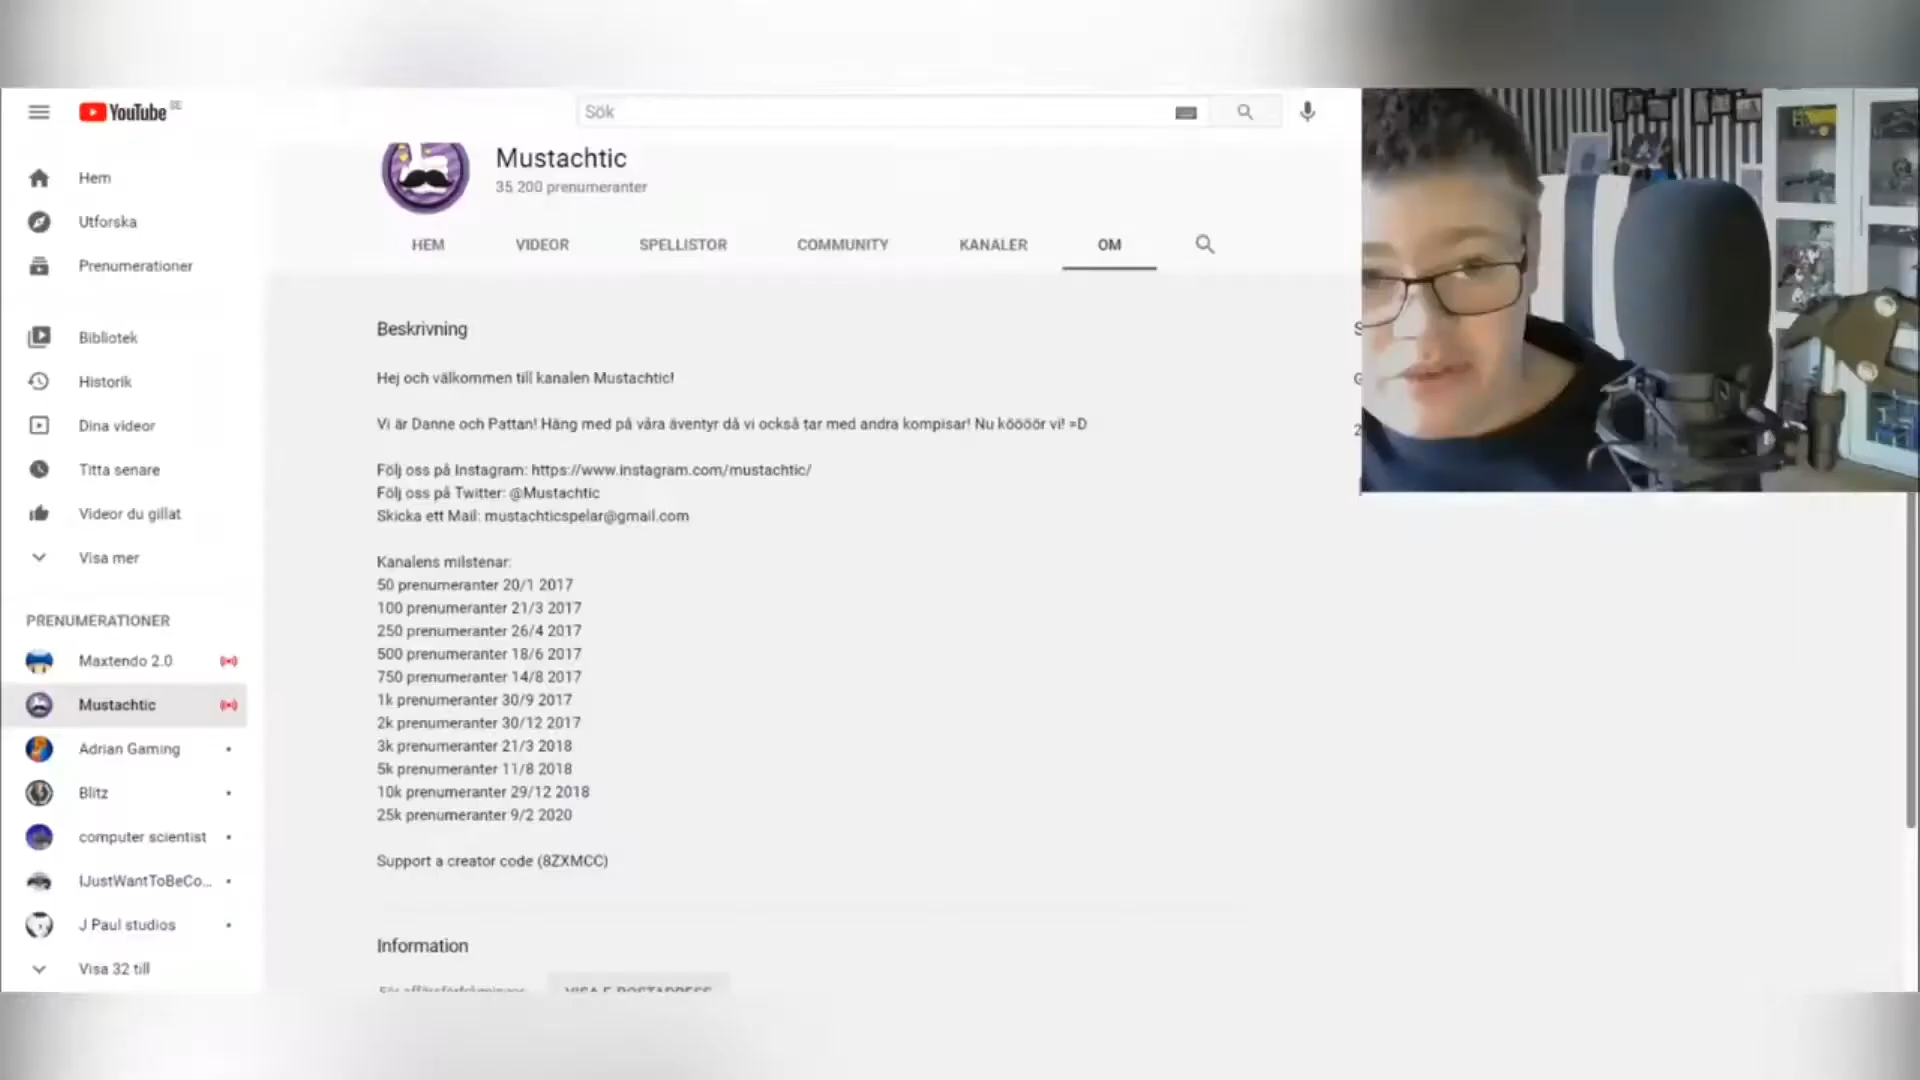 YouTube SE
Sök
Mustachtic
35 200 prenumeranter
HEM
VIDEOR
SPELLISTOR
COMMUNITY
KANALER
OM
Hem
Utforska
Prenumerationer
Bibliotek
Historik
Dina videor
Titta senare
Videor du gillat
Visa mer
PRENUMERATIONER
Maxtendo 2.0
Mustachtic
Adrian Gaming
Blitz
computer scientist
IJustWantToBeCo...
J Paul studios
Visa 32 till
Beskrivning
Hej och välkommen till kanalen Mustachtic!
Vi är Danne och Pattan! Häng med på våra äventyr då vi också tar med andra kompisar! Nu kööööör vi! =D
Följ oss på Instagram: https://www.instagram.com/mustachtic/
Följ oss på Twitter: @Mustachtic
Skicka ett Mail: mustachticspelar@gmail.com
Kanalens milstenar:
50 prenumeranter 20/1 2017
100 prenumeranter 21/3 2017
250 prenumeranter 26/4 2017
500 prenumeranter 18/6 2017
750 prenumeranter 14/8 2017
1k prenumeranter 30/9 2017
2k prenumeranter 30/12 2017
3k prenumeranter 21/3 2018
5k prenumeranter 11/8 2018
10k prenumeranter 29/12 2018
25k prenumeranter 9/2 2020
Support a creator code (8ZXMCC)
Information